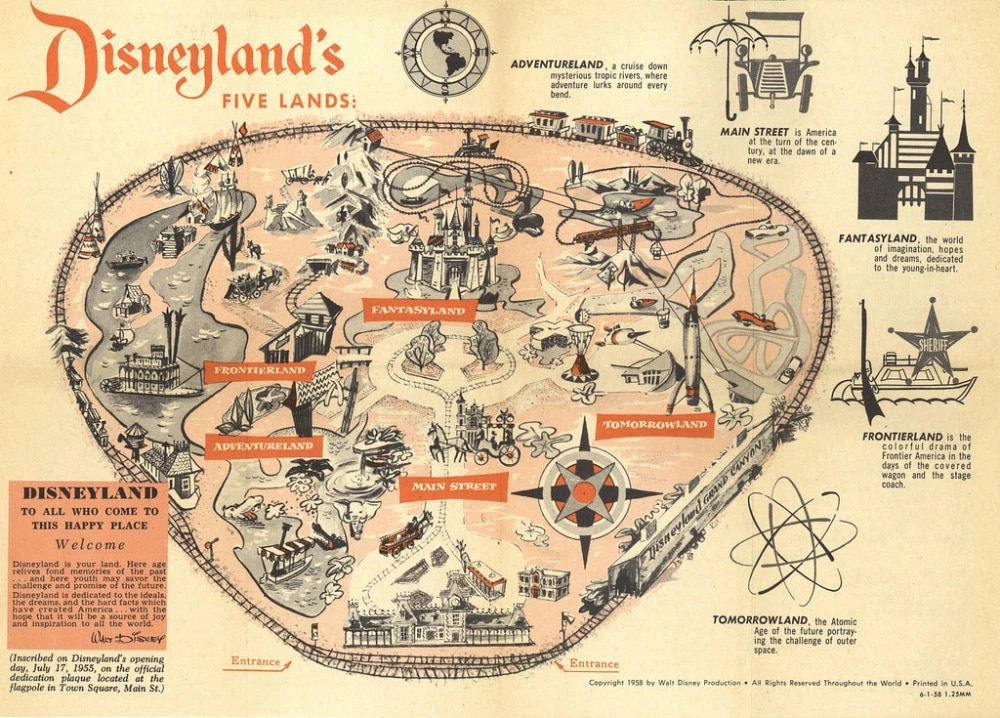 Disneyland's
FIVE LANDS:
ADVENTURELAND, a cruise down
mysterious tropic rivers, where
adventure lurks around every
bend.
MAIN STREET is America
at the turn of the cen-
tury, at the dawn of a
new era.
FANTASYLAND, the world
of imagination, hopes
and dreams, dedicated
to the young-in-heart.
SHERIFF
FRONTIERLAND is the
colorful drama of
Frontier America in the
days of the covered
wagon and the stage
coach.
TOMORROWLAND, the Atomic
Age of the future portray-
ing the challenge of outer
space.
FANTASYLAND
FRONTIERLAND
ADVENTURELAND
TOMORROWLAND
MAIN STREET
DISNEYLAND GRAND CANYON
DISNEYLAND
TO ALL WHO COME TO
THIS HAPPY PLACE
Welcome
Disneyland is your land. Here age
relives fond memories of the past
. . . and here youth may savor the
challenge and promise of the future.
Disneyland is dedicated to the ideals,
the dreams, and the hard facts which
have created America . . . with the
hope that it will be a source of joy
and inspiration to all the world.
Walt Disney
(Inscribed on Disneyland's opening
day, July 17, 1955, on the official
dedication plaque located at the
flagpole in Town Square, Main St.)
Entrance
Entrance
Copyright 1958 by Walt Disney Production • All Rights Reserved Throughout the World • Printed in U.S.A.
6-1-58 1.25MM